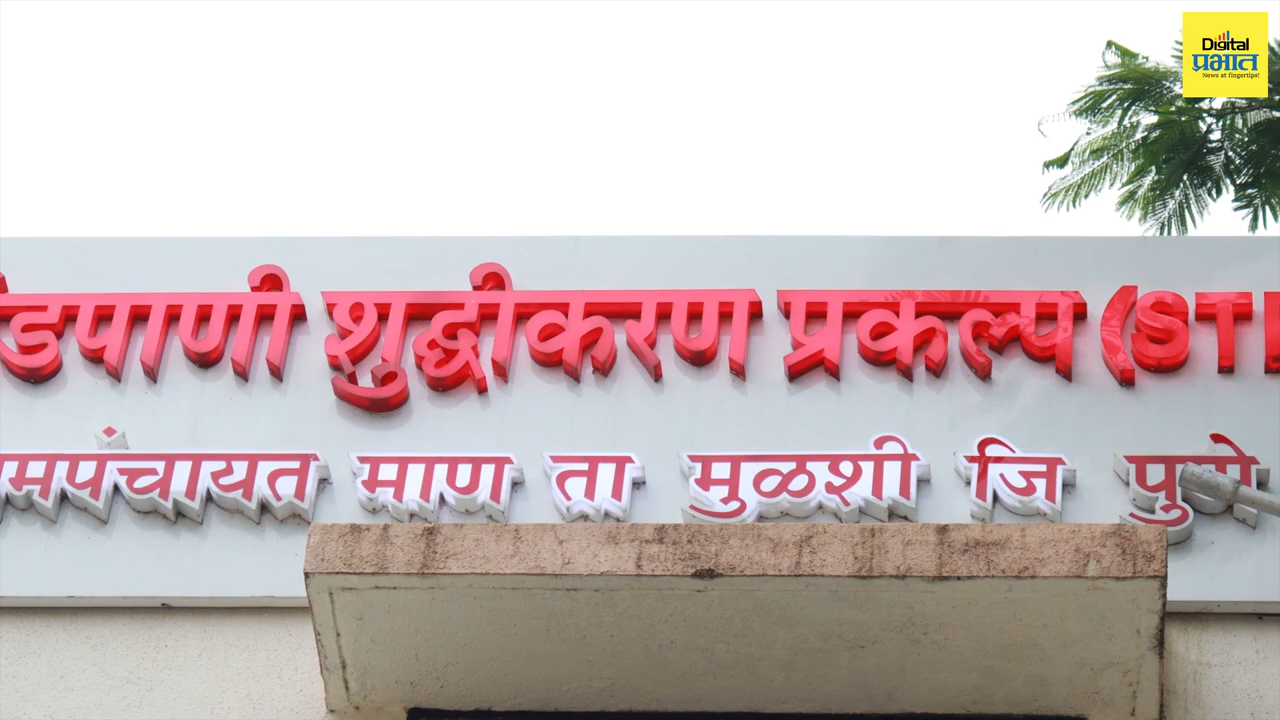 Digital
प्रभात
News at fingertips!
डपाणी शुद्धीकरण प्रकल्प (ST
मपंचायत माण ता मुळशी जि पुणे